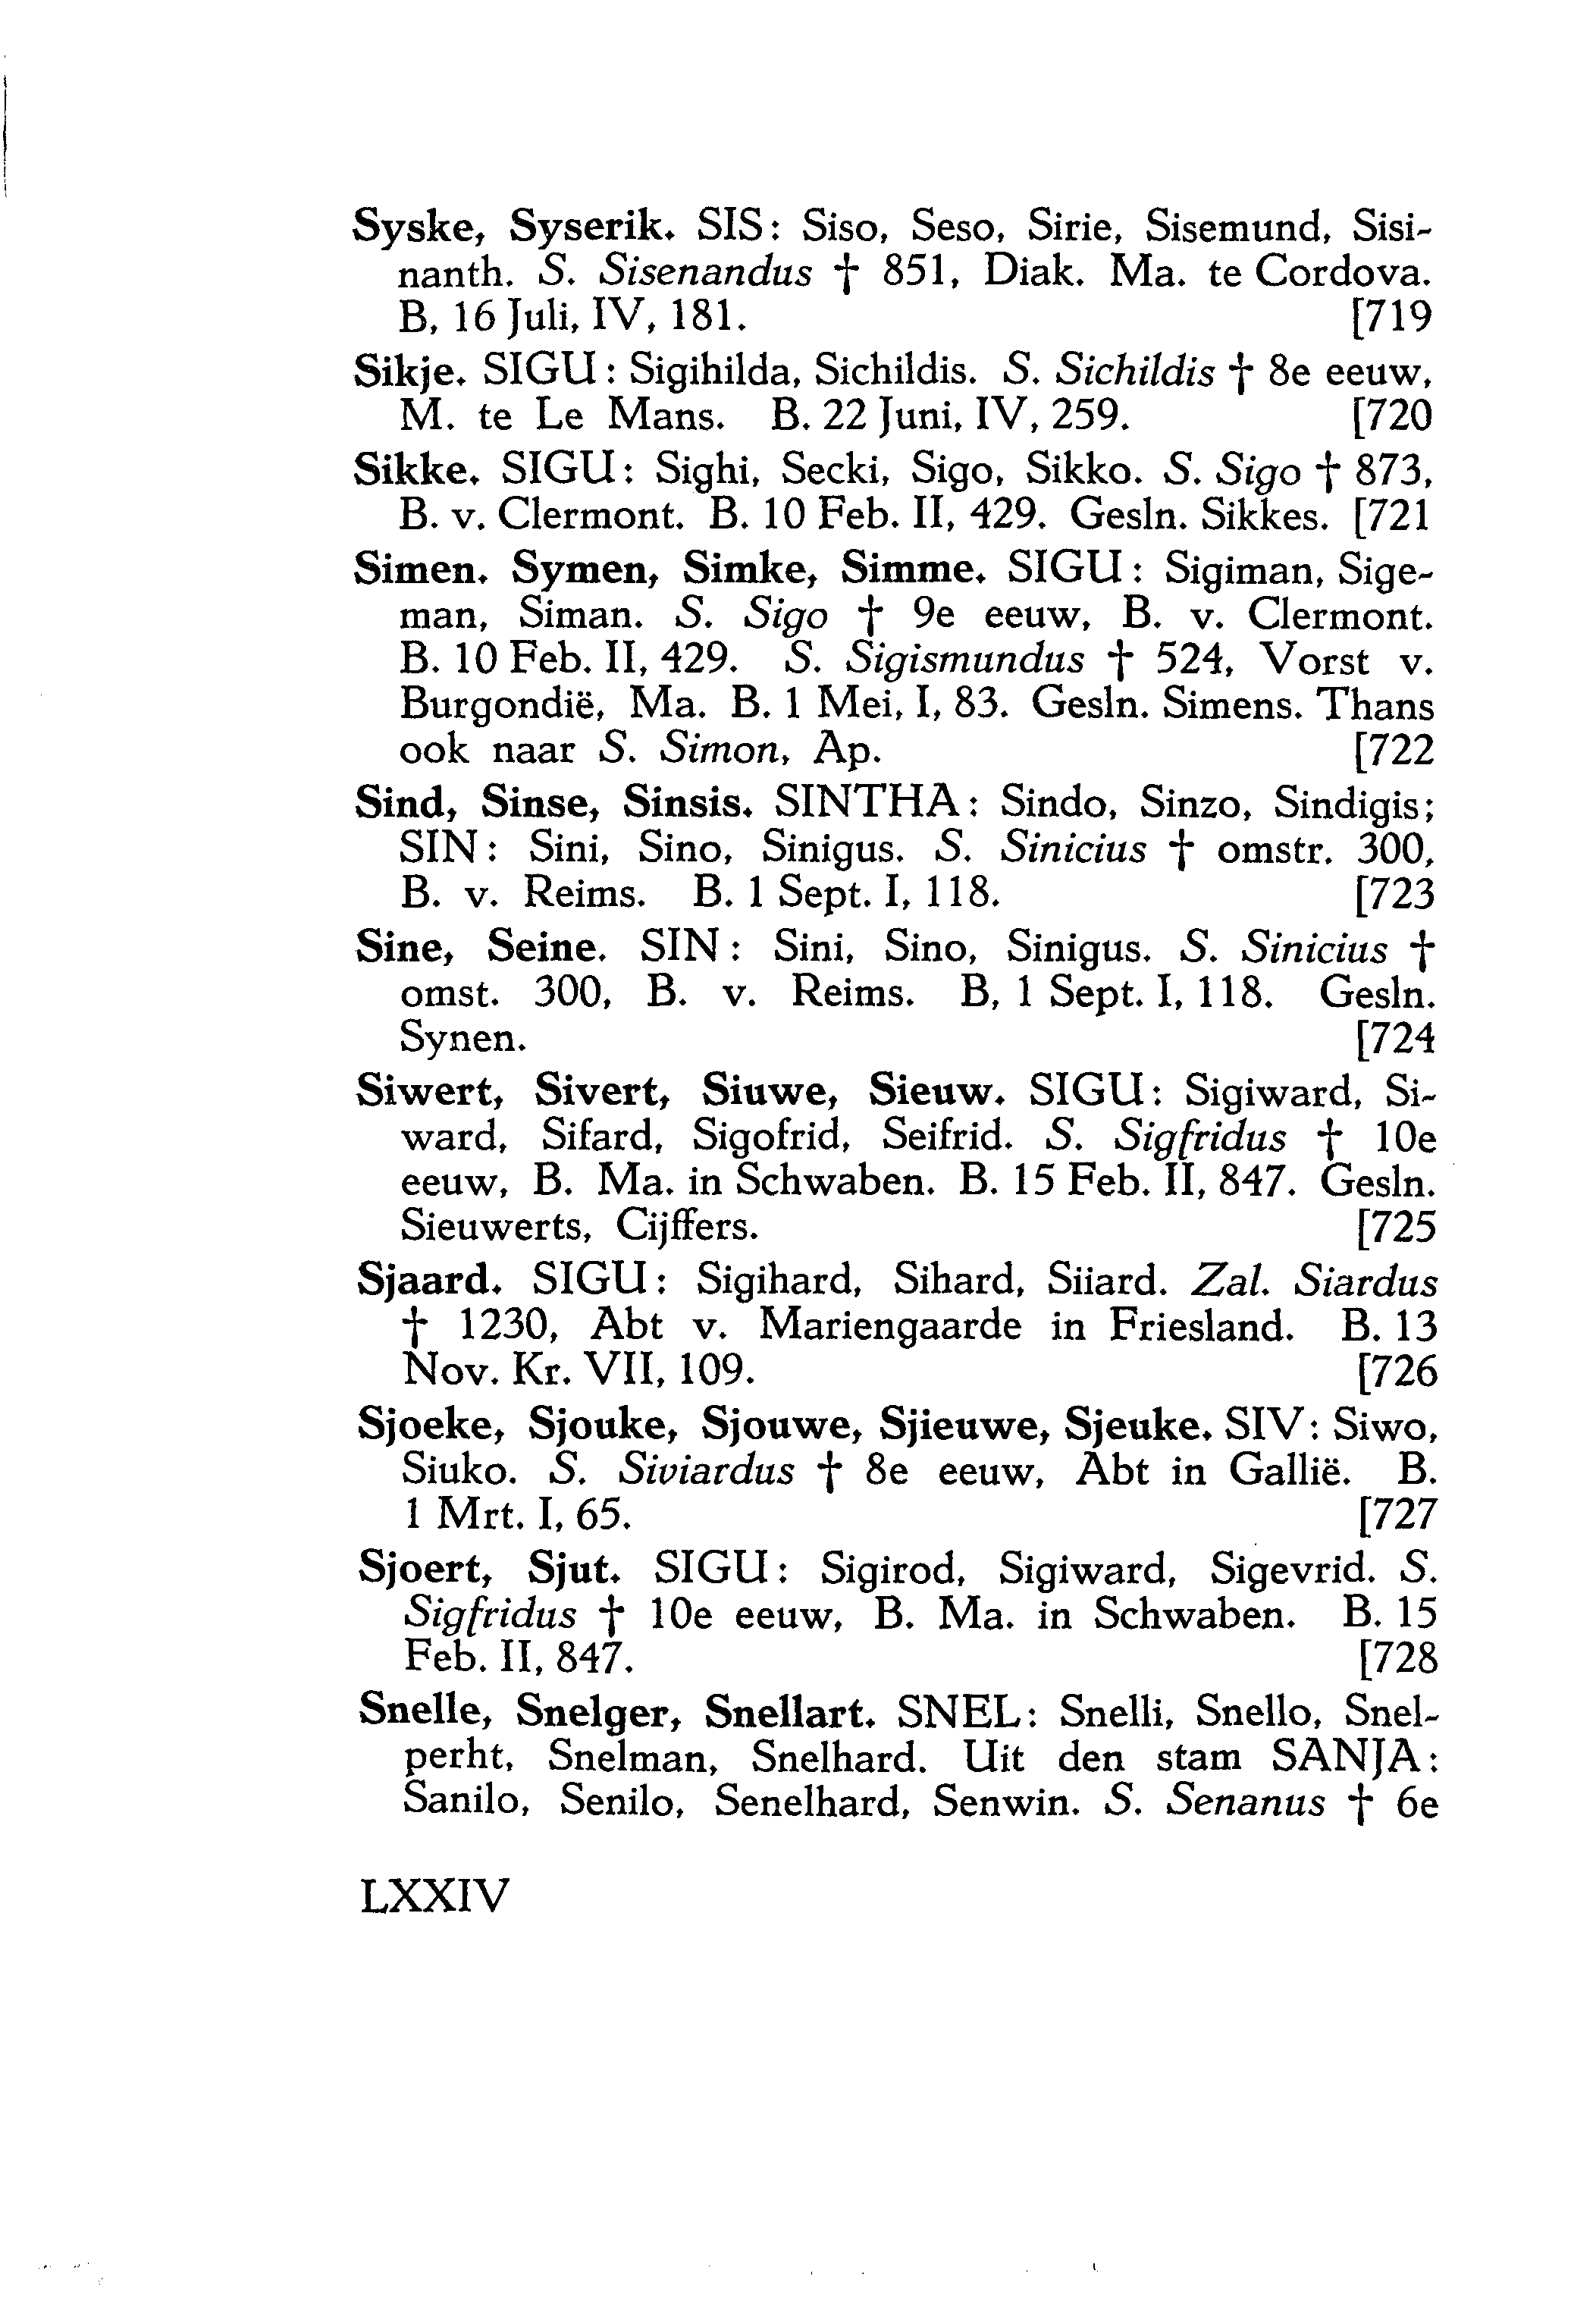 Syske, Syserik. SIS: Siso, Seso, Sirie, Sisemund, Sisi-
nanth. S. Sisenandus † 851, Diak. Ma. te Cordova.
B, 16 Juli, IV, 181. [719
Sikje. SIGU: Sigihilda, Sichildis. S. Sichildis † 8e eeuw,
M. te Le Mans. B. 22 Juni, IV, 259. [720
Sikke. SIGU: Sighi, Secki, Sigo, Sikko. S. Sigo † 873,
B. v. Clermont. B. 10 Feb. II, 429. Gesln. Sikkes. [721
Simen. Symen, Simke, Simme. SIGU: Sigiman, Sige-
man, Siman. S. Sigo † 9e eeuw, B. v. Clermont.
B. 10 Feb. II, 429. S. Sigismundus † 524, Vorst v.
Burgondië, Ma. B. 1 Mei, I, 83. Gesln. Simens. Thans
ook naar S. Simon, Ap. [722
Sind, Sinse, Sinsis. SINTHA: Sindo, Sinzo, Sindigis;
SIN: Sini, Sino, Sinigus. S. Sinicius † omstr. 300,
B. v. Reims. B. 1 Sept. I, 118. [723
Sine, Seine. SIN: Sini, Sino, Sinigus. S. Sinicius †
omst. 300, B. v. Reims. B, 1 Sept. I, 118. Gesln.
Synen. [724
Siwert, Sivert, Siuwe, Sieuw. SIGU: Sigiward, Si-
ward, Sifard, Sigofrid, Seifrid. S. Sigfridus † 10e
eeuw, B. Ma. in Schwaben. B. 15 Feb. II, 847. Gesln.
Sieuwerts, Cijffers. [725
Sjaard. SIGU: Sigihard, Sihard, Siiard. Zal. Siardus
† 1230, Abt v. Mariengaarde in Friesland. B. 13
Nov. Kr. VII, 109. [726
Sjoeke, Sjouke, Sjouwe, Sjieuwe, Sjeuke. SIV: Siwo,
Siuko. S. Siviardus † 8e eeuw, Abt in Gallië. B.
1 Mrt. I, 65. [727
Sjoert, Sjut. SIGU: Sigirod, Sigiward, Sigevrid. S.
Sigfridus † 10e eeuw, B. Ma. in Schwaben. B. 15
Feb. II, 847. [728
Snelle, Snelger, Snellart. SNEL: Snelli, Snello, Snel-
perht, Snelman, Snelhard. Uit den stam SANJA:
Sanilo, Senilo, Senelhard, Senwin. S. Senanus † 6e
LXXIV